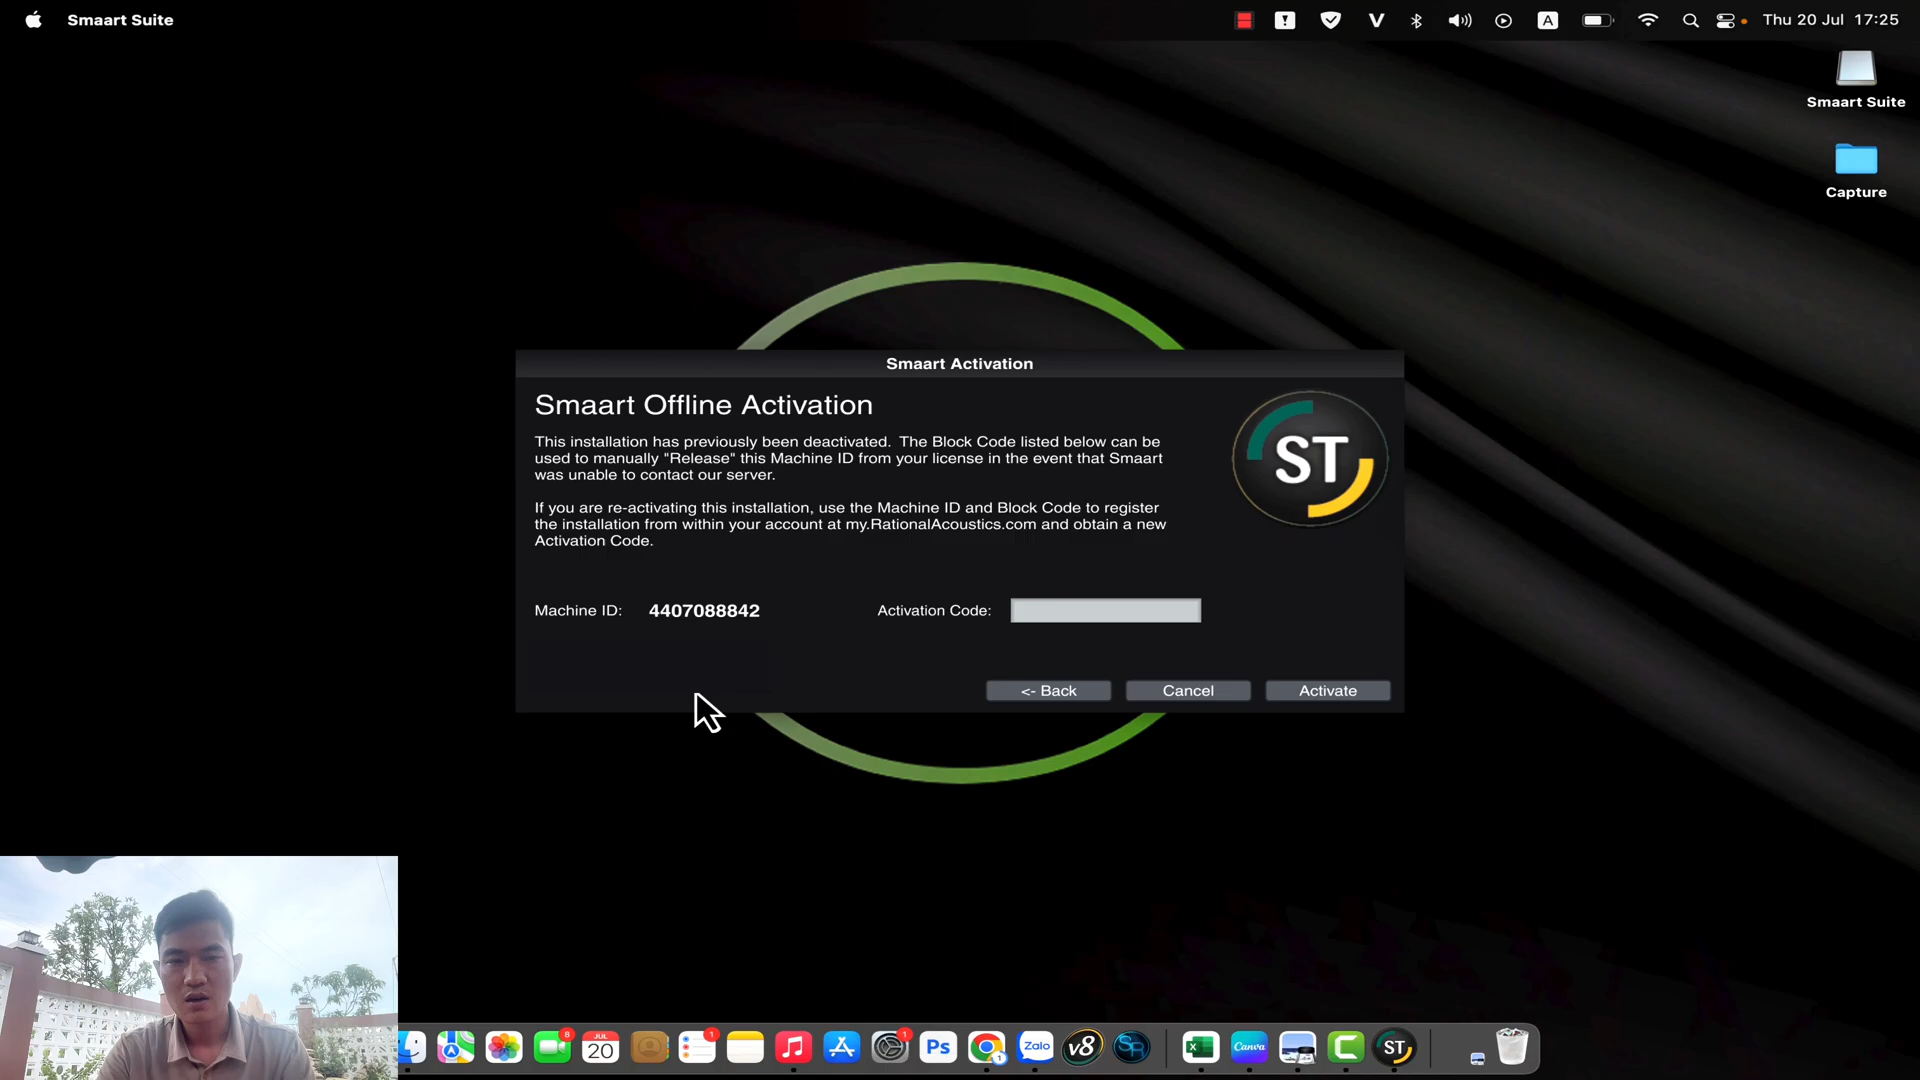 Smaart Suite
V
A
Thu 20 Jul 17:25
Smaart Suite
Capture
Smaart Activation
Smaart Offline Activation
ST
This installation has previously been deactivated. The Block Code listed below can be
used to manually "Release" this Machine ID from your license in the event that Smaart
was unable to contact our server.
If you are re-activating this installation, use the Machine ID and Block Code to register
the installation from within your account at my.RationalAcoustics.com and obtain a new
Activation Code.
Machine ID: 4407088842
Activation Code:
<- Back
Cancel
Activate
8
JUL
20
1
1
Ps
1
Zalo
v8
SR
Canva
ST